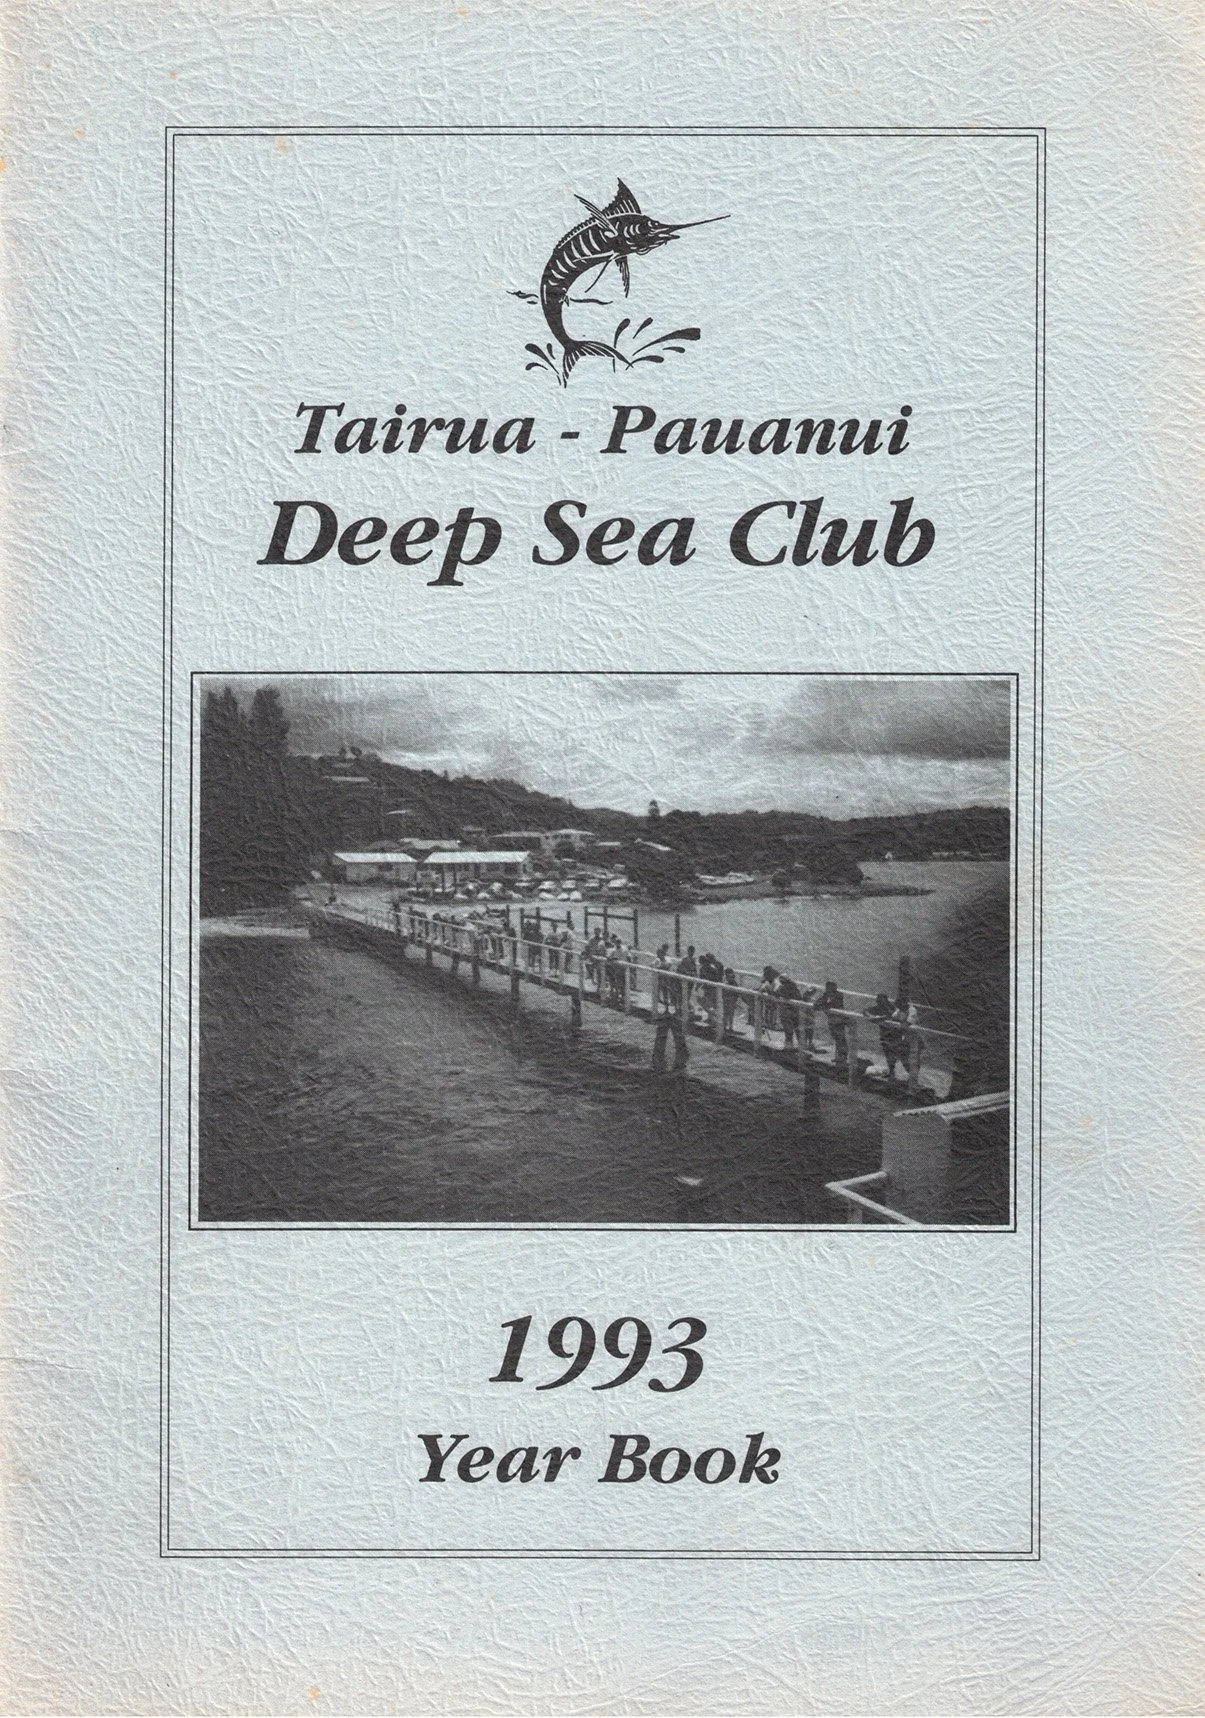 Tairua - Pauanui
Deep Sea Club
1993
Year Book